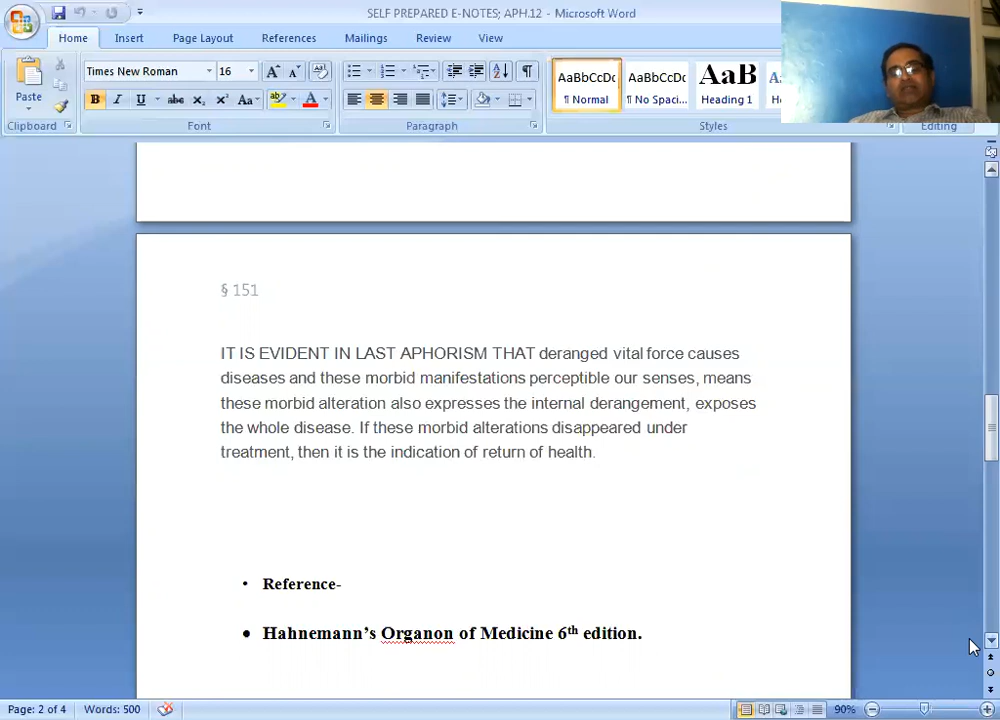 SELF PREPARED E-NOTES; APH.12 - Microsoft Word
Home Insert Page Layout References Mailings Review View
Times New Roman 16 AaBbCcDc AaBbCcDc AaB
Paste B I U abc x₂ x² Aa A ¶ Normal ¶ No Spaci... Heading 1
Clipboard Font Paragraph Styles Editing
§ 151
IT IS EVIDENT IN LAST APHORISM THAT deranged vital force causes
diseases and these morbid manifestations perceptible our senses, means
these morbid alteration also expresses the internal derangement, exposes
the whole disease. If these morbid alterations disappeared under
treatment, then it is the indication of return of health.
• Reference-
• Hahnemann's Organon of Medicine 6th edition.
Page: 2 of 4 Words: 500 90%